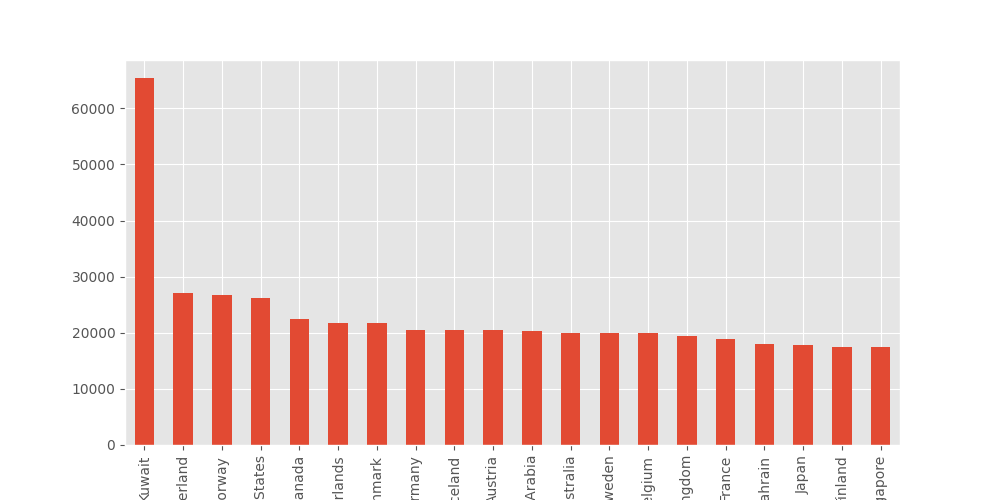 60000
50000
40000
30000
20000
10000
0
Kuwait
erland
orway
States
anada
rlands
nmark
rmany
celand
Austria
Arabia
stralia
weden
elgium
ngdom
France
ahrain
Japan
inland
gapore